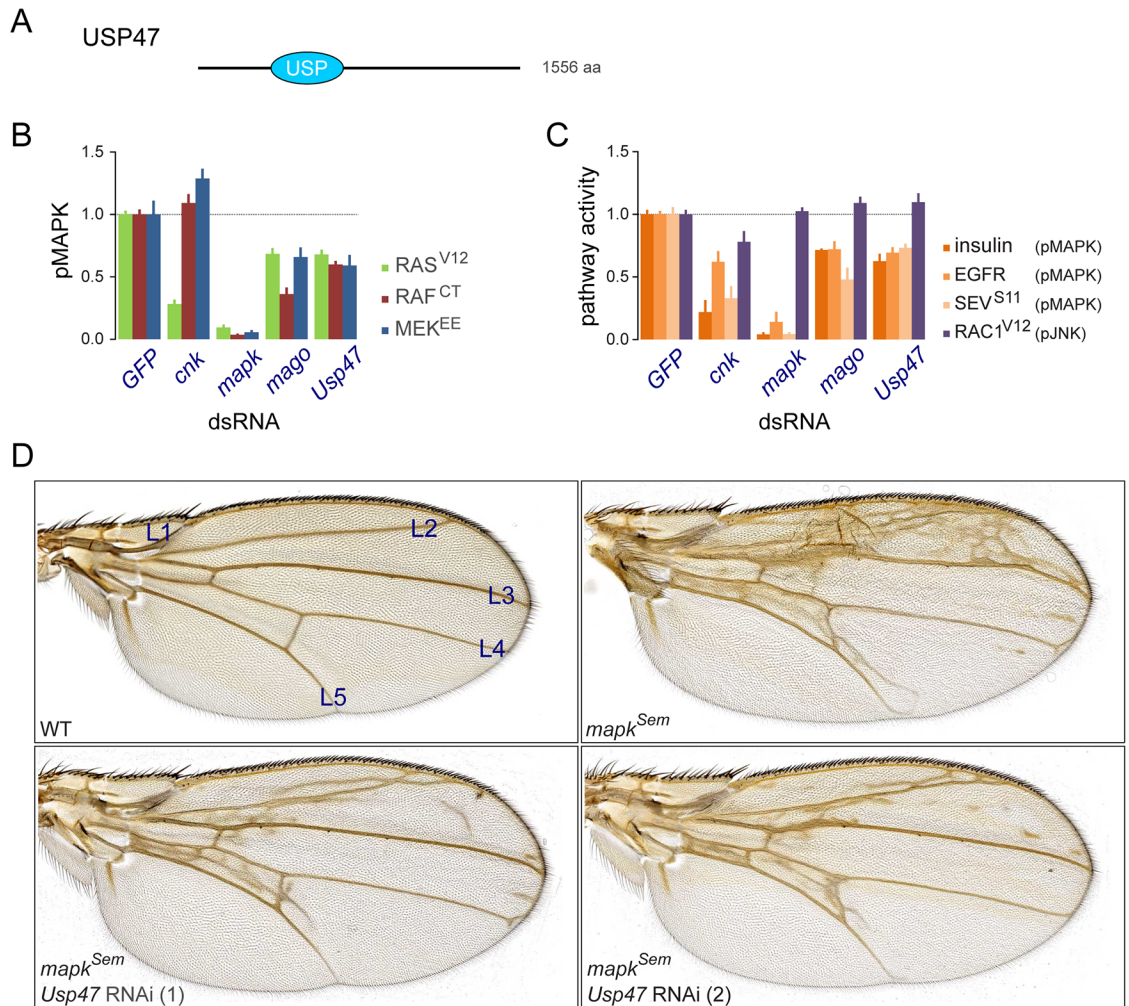 A
USP47
USP
1556 aa
B
1.5
1.0
0.5
0.0
pMAPK
RAS^V12
RAF^CT
MEK^EE
GFP
cnk
mapk
mago
Usp47
dsRNA
C
1.5
1.0
0.5
0.0
pathway activity
insulin (pMAPK)
EGFR (pMAPK)
SEV^S11 (pMAPK)
RAC1^V12 (pJNK)
GFP
cnk
mapk
mago
Usp47
dsRNA
D
L1
L2
L3
L4
L5
WT
mapk^Sem
mapk^Sem
Usp47 RNAi (1)
mapk^Sem
Usp47 RNAi (2)